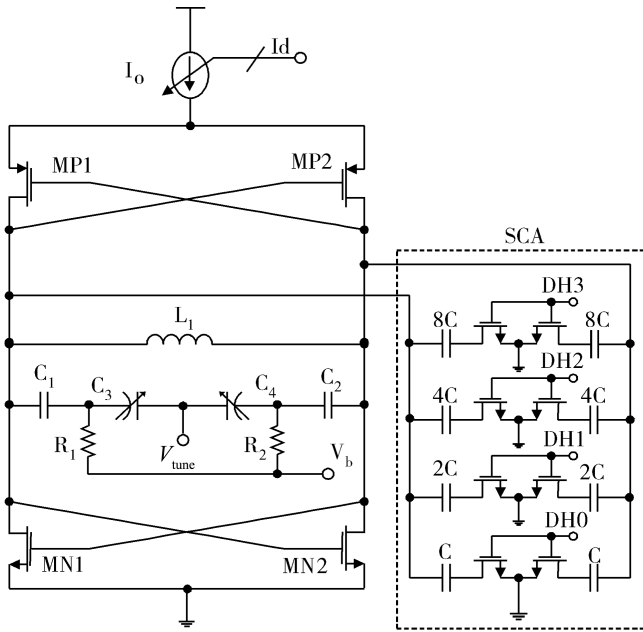 Id
I₀
MP1 MP2
SCA
DH3
8C 8C
L₁
DH2
4C 4C
C₁ C₃ C₄ C₂
R₁ V_tune R₂ V_b
DH1
2C 2C
DH0
C C
MN1 MN2